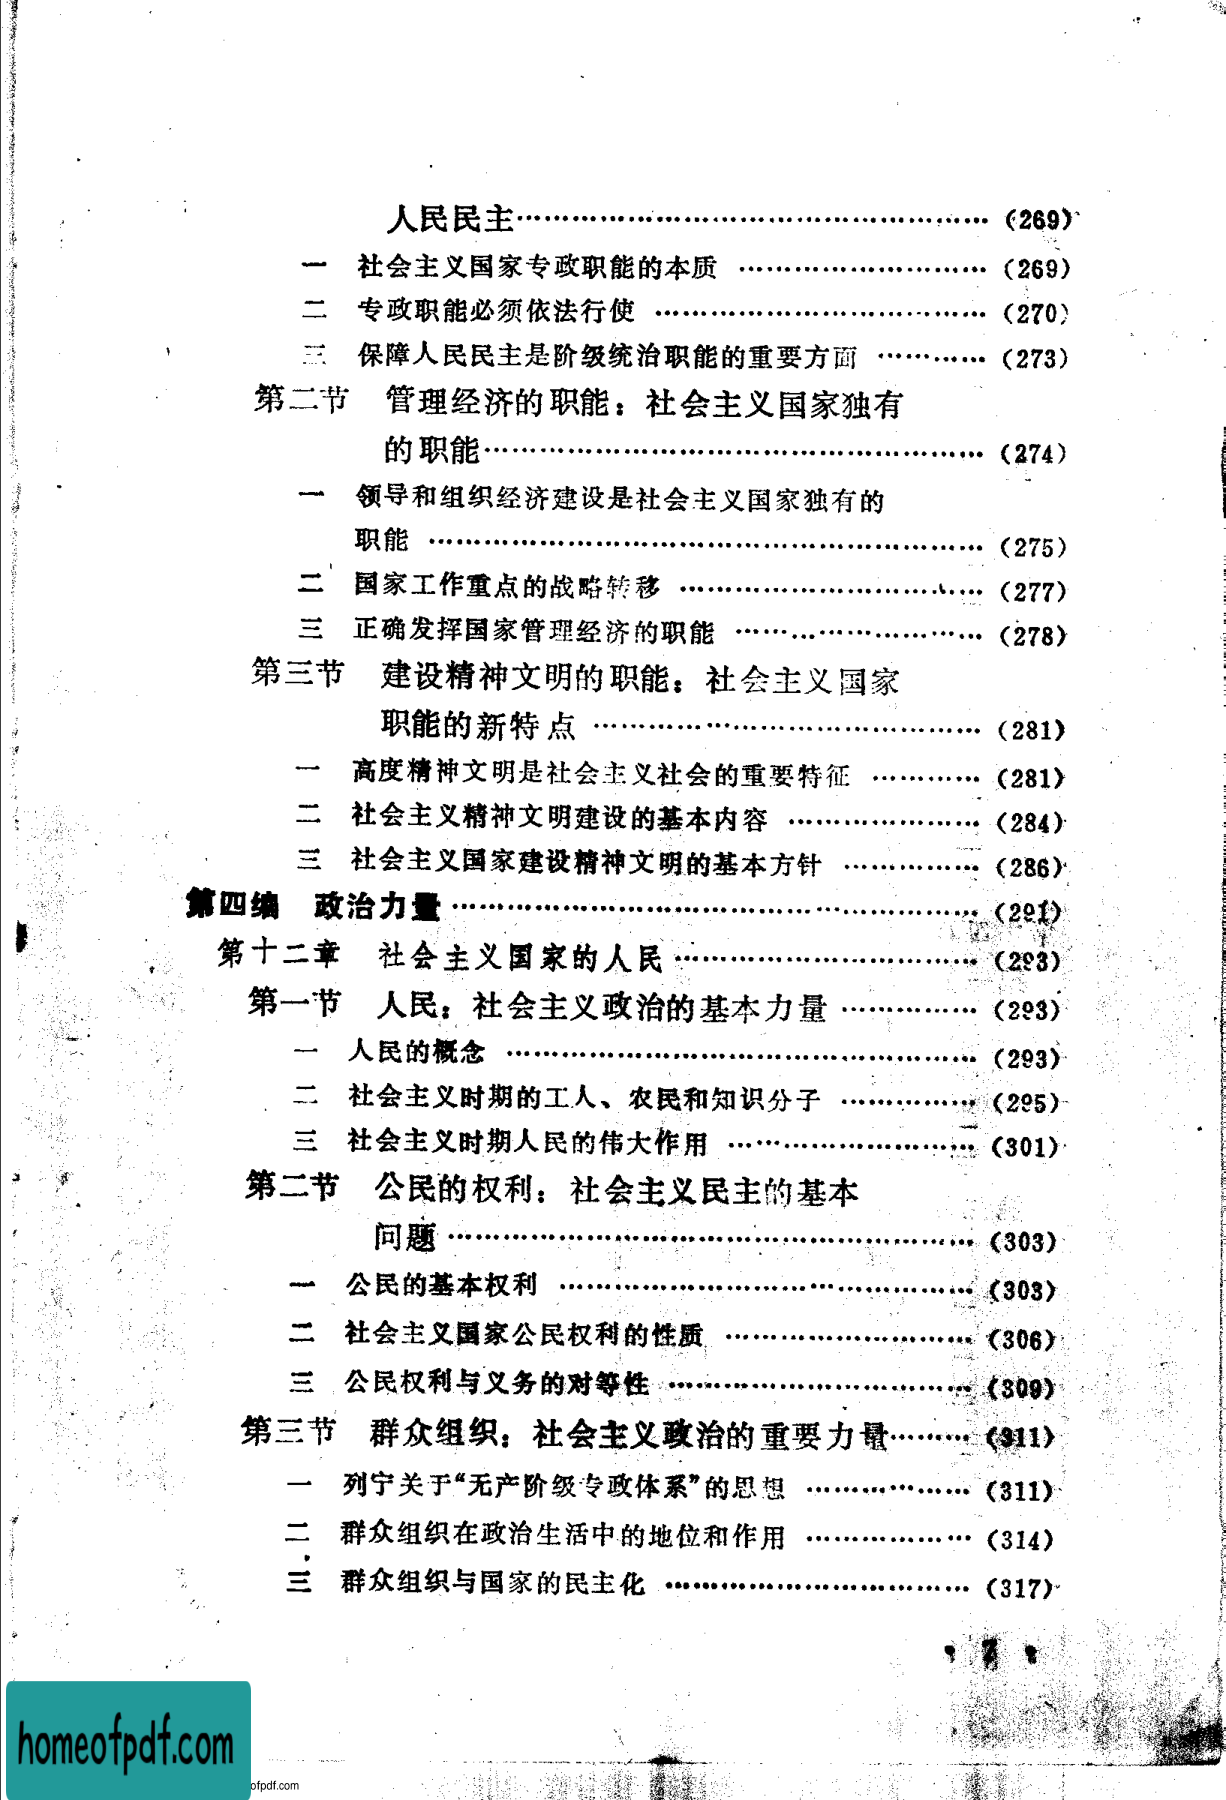 人民民主……………………………………………(269)
一 社会主义国家专政职能的本质 ………………………(269)
二 专政职能必须依法行使 ………………………………(270)
三 保障人民民主是阶级统治职能的重要方面 …………(273)
第二节 管理经济的职能：社会主义国家独有
的职能………………………………………………(274)
一 领导和组织经济建设是社会主义国家独有的
职能 ……………………………………………………(275)
二 国家工作重点的战略转移 ……………………………(277)
三 正确发挥国家管理经济的职能 ………………………(278)
第三节 建设精神文明的职能：社会主义国家
职能的新特点 ……………………………………(281)
一 高度精神文明是社会主义社会的重要特征 …………(281)
二 社会主义精神文明建设的基本内容 …………………(284)
三 社会主义国家建设精神文明的基本方针 ……………(286)
第四编 政治力量…………………………………………………(291)
第十二章 社会主义国家的人民……………………………(293)
第一节 人民：社会主义政治的基本力量 ……………(293)
一 人民的概念 ……………………………………………(293)
二 社会主义时期的工人、农民和知识分子 ……………(295)
三 社会主义时期人民的伟大作用 ………………………(301)
第二节 公民的权利：社会主义民主的基本
问题…………………………………………………(303)
一 公民的基本权利 ………………………………………(303)
二 社会主义国家公民权利的性质 ………………………(306)
三 公民权利与义务的对等性 ……………………………(309)
第三节 群众组织：社会主义政治的重要力量………(311)
一 列宁关于“无产阶级专政体系”的思想 ………………(311)
二 群众组织在政治生活中的地位和作用 ………………(314)
三 群众组织与国家的民主化 ……………………………(317)
• 7 •
homeofpdf.com
ofpdf.com